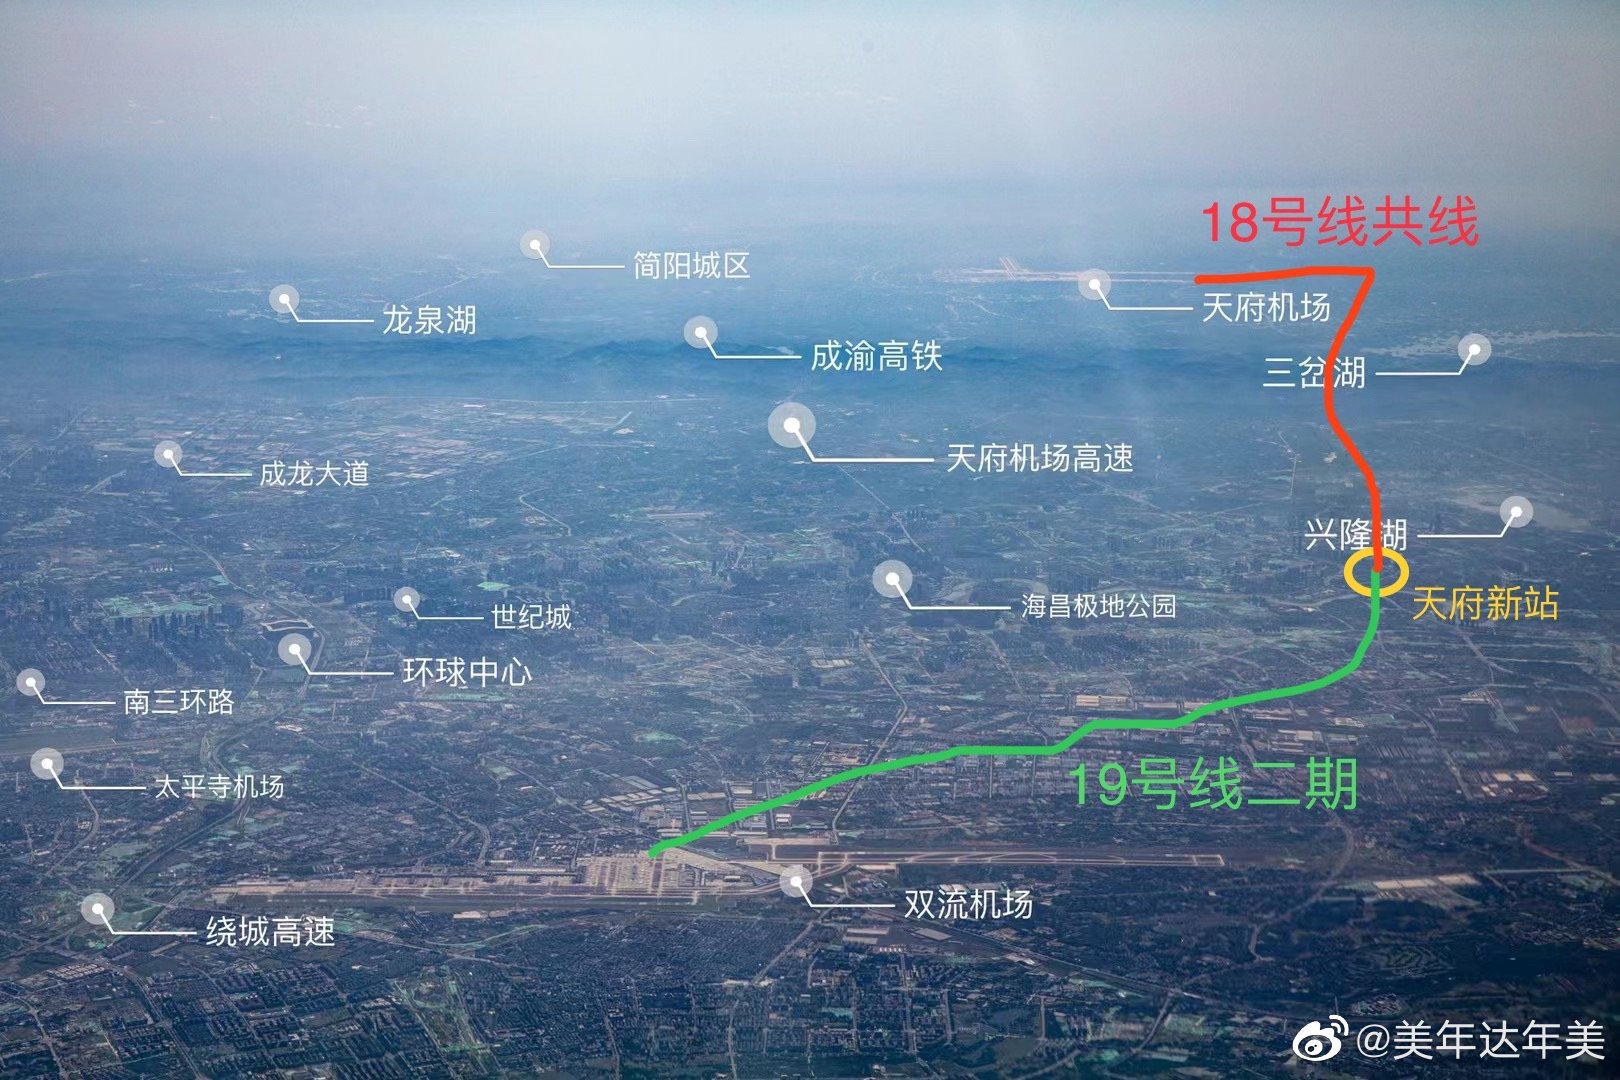 18号线共线
简阳城区
天府机场
龙泉湖
成渝高铁
三岔湖
天府机场高速
成龙大道
兴隆湖
天府新站
海昌极地公园
世纪城
环球中心
南三环路
19号线二期
太平寺机场
双流机场
绕城高速
@美年达年美